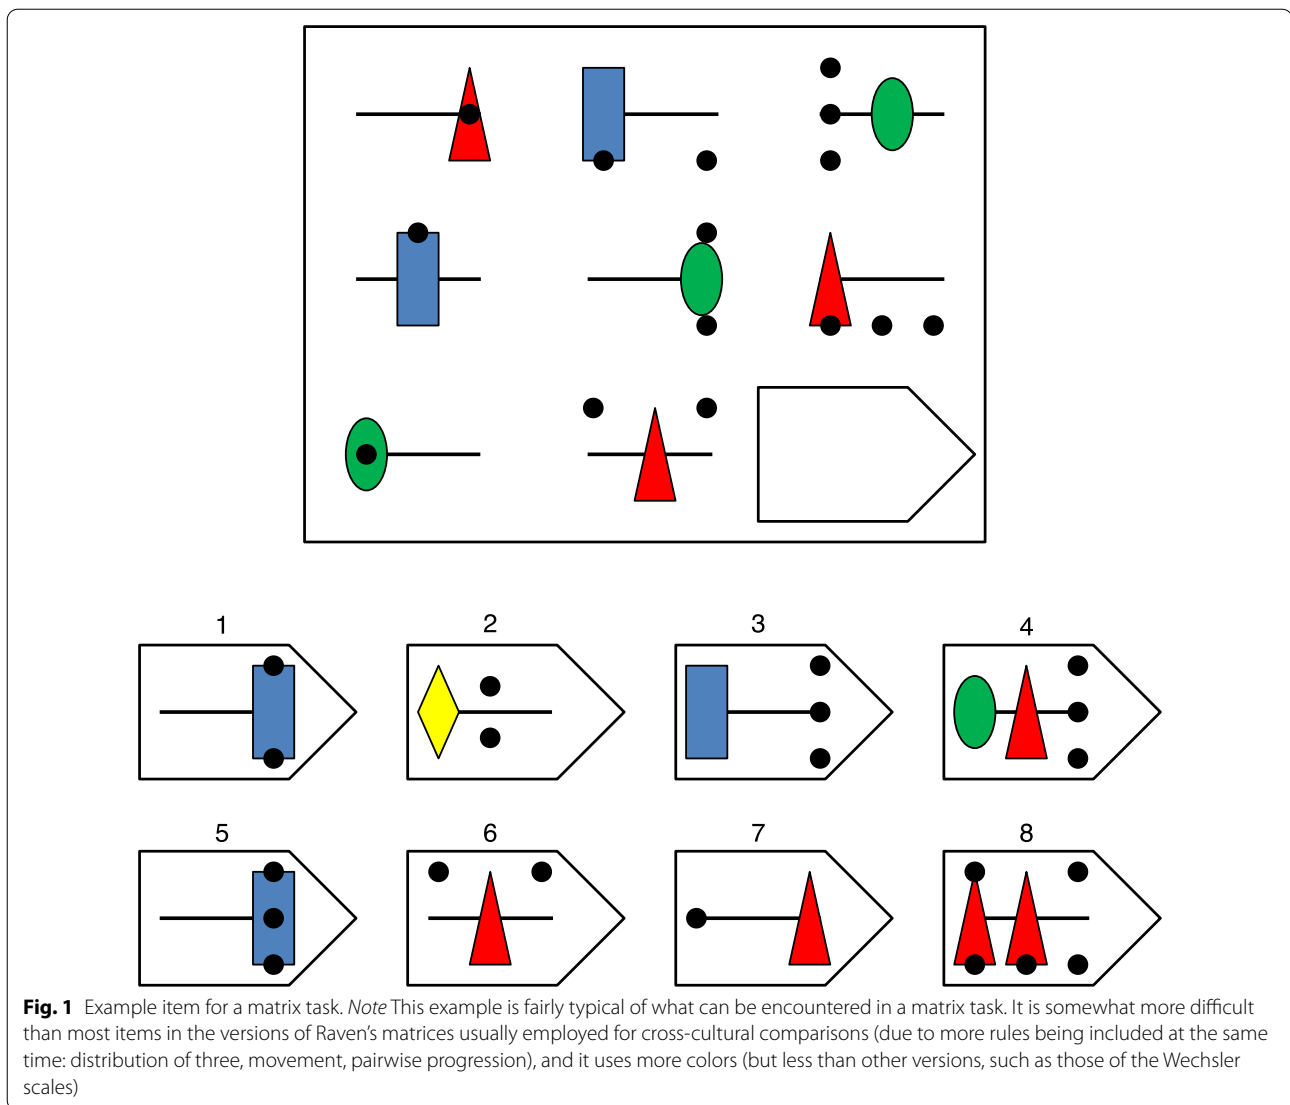 1
2
3
4
5
6
7
8
Fig. 1 Example item for a matrix task. Note This example is fairly typical of what can be encountered in a matrix task. It is somewhat more difficult
than most items in the versions of Raven’s matrices usually employed for cross-cultural comparisons (due to more rules being included at the same
time: distribution of three, movement, pairwise progression), and it uses more colors (but less than other versions, such as those of the Wechsler
scales)